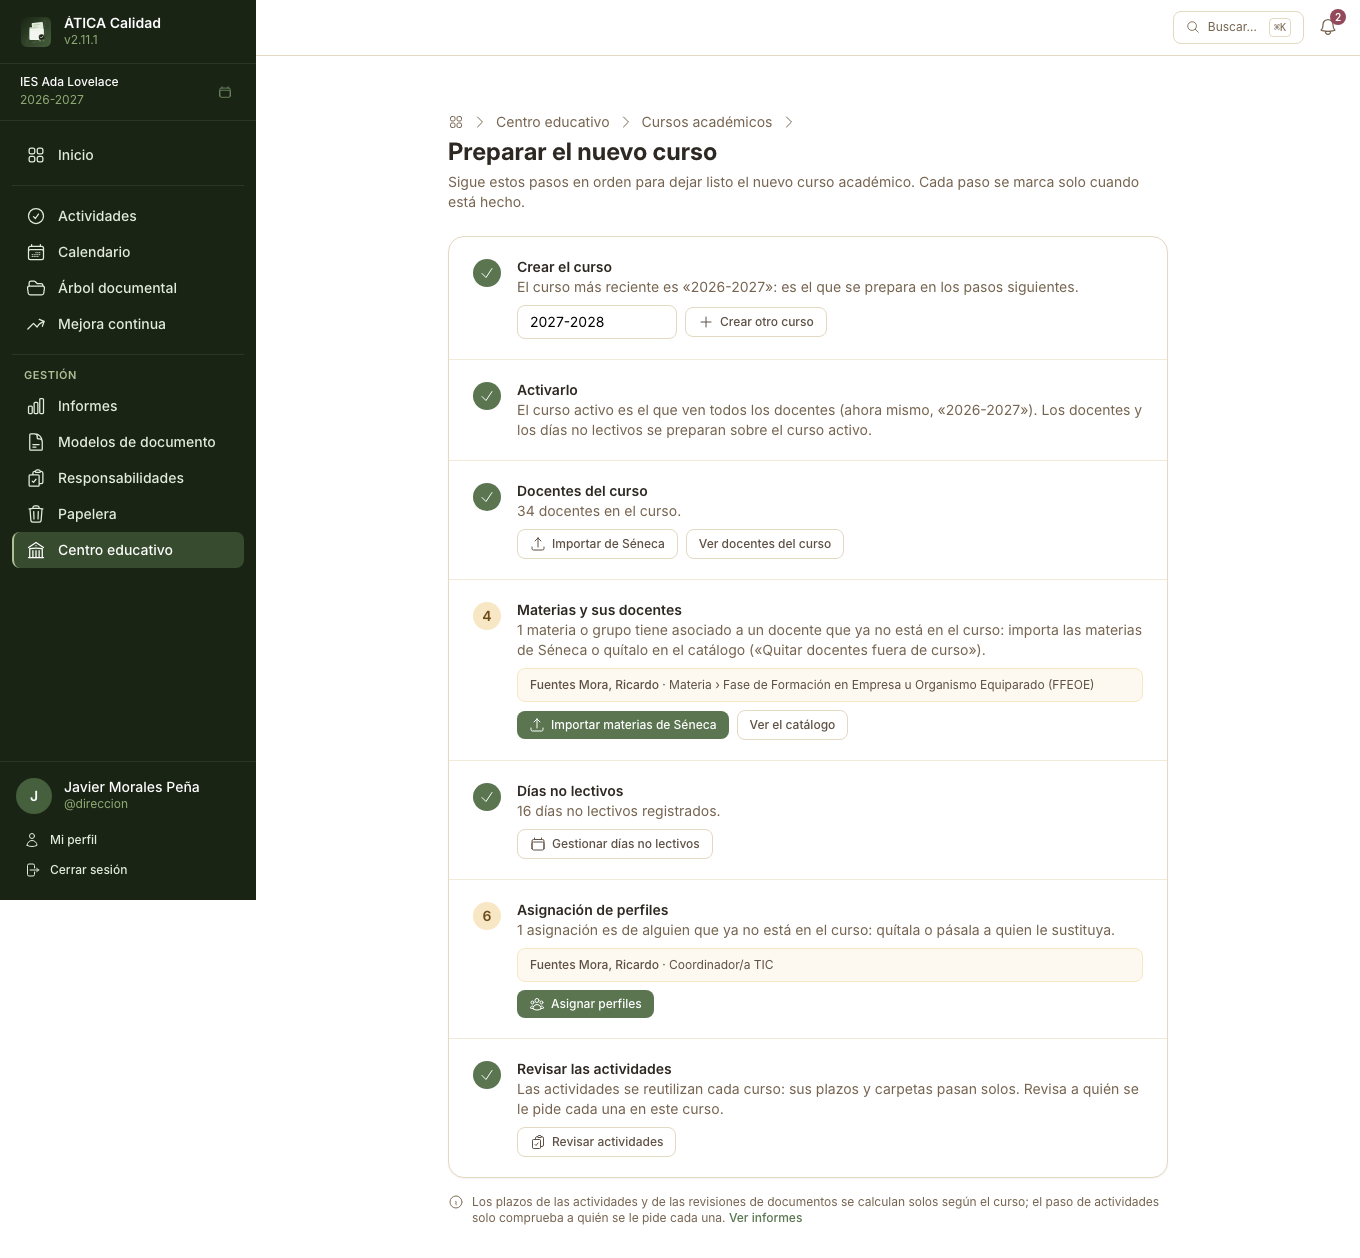 ÁTICA Calidad
v2.11.1
IES Ada Lovelace
2026-2027
Inicio
Actividades
Calendario
Árbol documental
Mejora continua
GESTIÓN
Informes
Modelos de documento
Responsabilidades
Papelera
Centro educativo
J
Javier Morales Peña
@direccion
Mi perfil
Cerrar sesión
Buscar... ⌘K
2
Centro educativo
Cursos académicos
Preparar el nuevo curso
Sigue estos pasos en orden para dejar listo el nuevo curso académico. Cada paso se marca solo cuando
está hecho.
Crear el curso
El curso más reciente es «2026-2027»: es el que se prepara en los pasos siguientes.
2027-2028
Crear otro curso
Activarlo
El curso activo es el que ven todos los docentes (ahora mismo, «2026-2027»). Los docentes y
los días no lectivos se preparan sobre el curso activo.
Docentes del curso
34 docentes en el curso.
Importar de Séneca
Ver docentes del curso
4
Materias y sus docentes
1 materia o grupo tiene asociado a un docente que ya no está en el curso: importa las materias
de Séneca o quítalo en el catálogo («Quitar docentes fuera de curso»).
Fuentes Mora, Ricardo · Materia › Fase de Formación en Empresa u Organismo Equiparado (FFEOE)
Importar materias de Séneca
Ver el catálogo
Días no lectivos
16 días no lectivos registrados.
Gestionar días no lectivos
6
Asignación de perfiles
1 asignación es de alguien que ya no está en el curso: quítala o pásala a quien le sustituya.
Fuentes Mora, Ricardo · Coordinador/a TIC
Asignar perfiles
Revisar las actividades
Las actividades se reutilizan cada curso: sus plazos y carpetas pasan solos. Revisa a quién se
le pide cada una en este curso.
Revisar actividades
Los plazos de las actividades y de las revisiones de documentos se calculan solos según el curso; el paso de actividades
solo comprueba a quién se le pide cada una. Ver informes